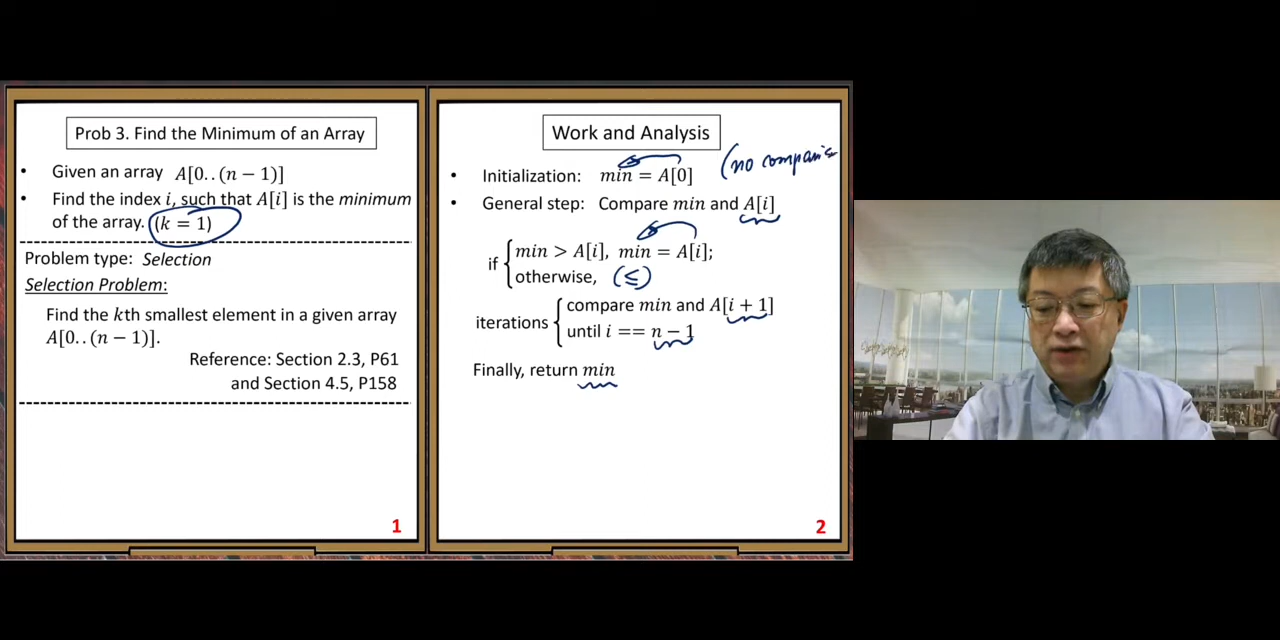 Prob 3. Find the Minimum of an Array
• Given an array A[0..(n − 1)]
• Find the index i, such that A[i] is the minimum
of the array. (k = 1)
Problem type: Selection
Selection Problem:
Find the kth smallest element in a given array
A[0..(n − 1)].
Reference: Section 2.3, P61
and Section 4.5, P158
1
Work and Analysis
• Initialization: min = A[0] (no comparis
• General step: Compare min and A[i]
if { min > A[i], min = A[i];
otherwise, (≤)
iterations { compare min and A[i + 1]
until i == n − 1
Finally, return min
2